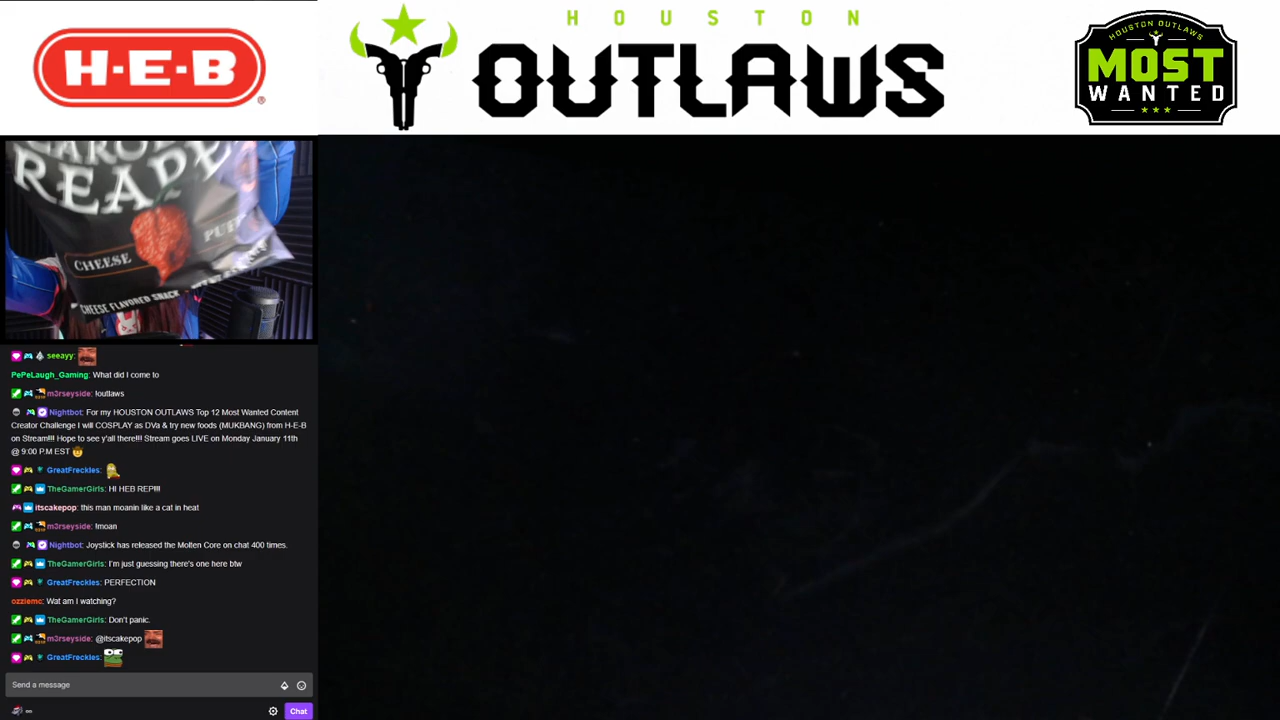 H-E-B
HOUSTON
OUTLAWS
HOUSTON OUTLAWS
MOST
WANTED
REAPE
CHEESE
PUFF
CHEESE FLAVORED SNACK
seeayy:
PePeLaugh_Gaming: What did I come to
m3rseyside: !outlaws
Nightbot: For my HOUSTON OUTLAWS Top 12 Most Wanted Content
Creator Challenge I will COSPLAY as DVa & try new foods (MUKBANG) from H-E-B
on Stream!!! Hope to see y'all there!!! Stream goes LIVE on Monday January 11th
@ 9:00 P.M EST
GreatFreckles:
TheGamerGirls: HI HEB REP!!!
itscakepop: this man moanin like a cat in heat
m3rseyside: !moan
Nightbot: Joystick has released the Molten Core on chat 400 times.
TheGamerGirls: I'm just guessing there's one here btw
GreatFreckles: PERFECTION
ozziemc: Wat am I watching?
TheGamerGirls: Don't panic.
m3rseyside: @itscakepop
GreatFreckles:
Send a message
Chat